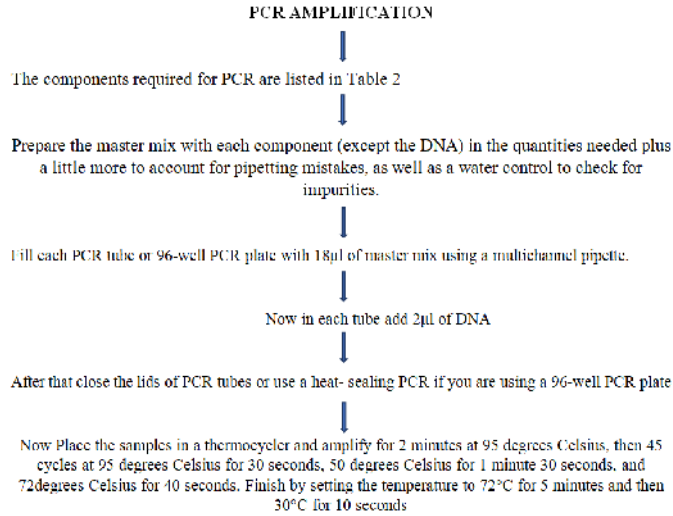 PCR AMPLIFICATION
The components required for PCR are listed in Table 2
Prepare the master mix with each component (except the DNA) in the quantities needed plus
a little more to account for pipetting mistakes, as well as a water control to check for
impurities.
Fill each PCR tube or 96-well PCR plate with 18µl of master mix using a multichannel pipette.
Now in each tube add 2µl of DNA
After that close the lids of PCR tubes or use a heat- sealing PCR if you are using a 96-well PCR plate
Now Place the samples in a thermocycler and amplify for 2 minutes at 95 degrees Celsius, then 45
cycles at 95 degrees Celsius for 30 seconds, 50 degrees Celsius for 1 minute 30 seconds, and
72degrees Celsius for 40 seconds. Finish by setting the temperature to 72°C for 5 minutes and then
30°C for 10 seconds